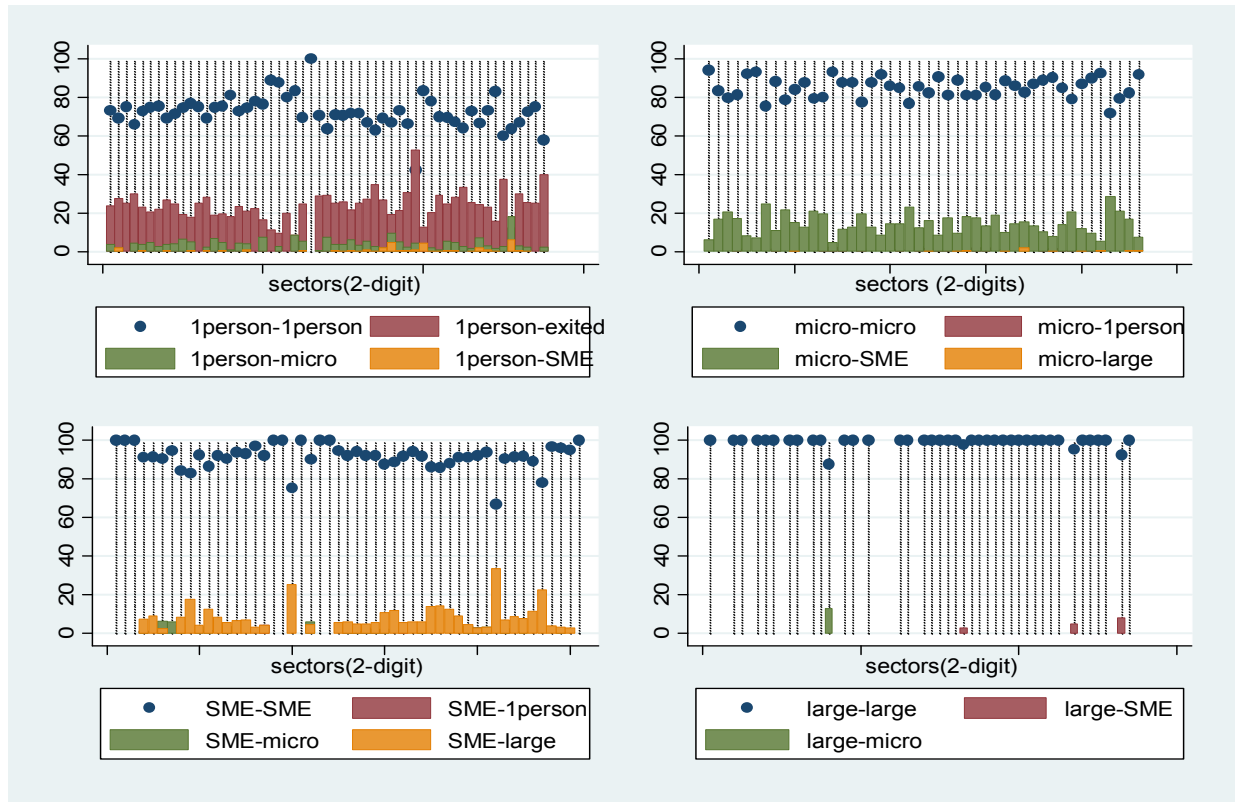 100
80
60
40
20
0
sectors(2-digit)
1person-1person 1person-exited
1person-micro 1person-SME
100
80
60
40
20
0
sectors (2-digits)
micro-micro micro-1person
micro-SME micro-large
100
80
60
40
20
0
sectors(2-digit)
SME-SME SME-1person
SME-micro SME-large
100
80
60
40
20
0
sectors(2-digit)
large-large large-SME
large-micro